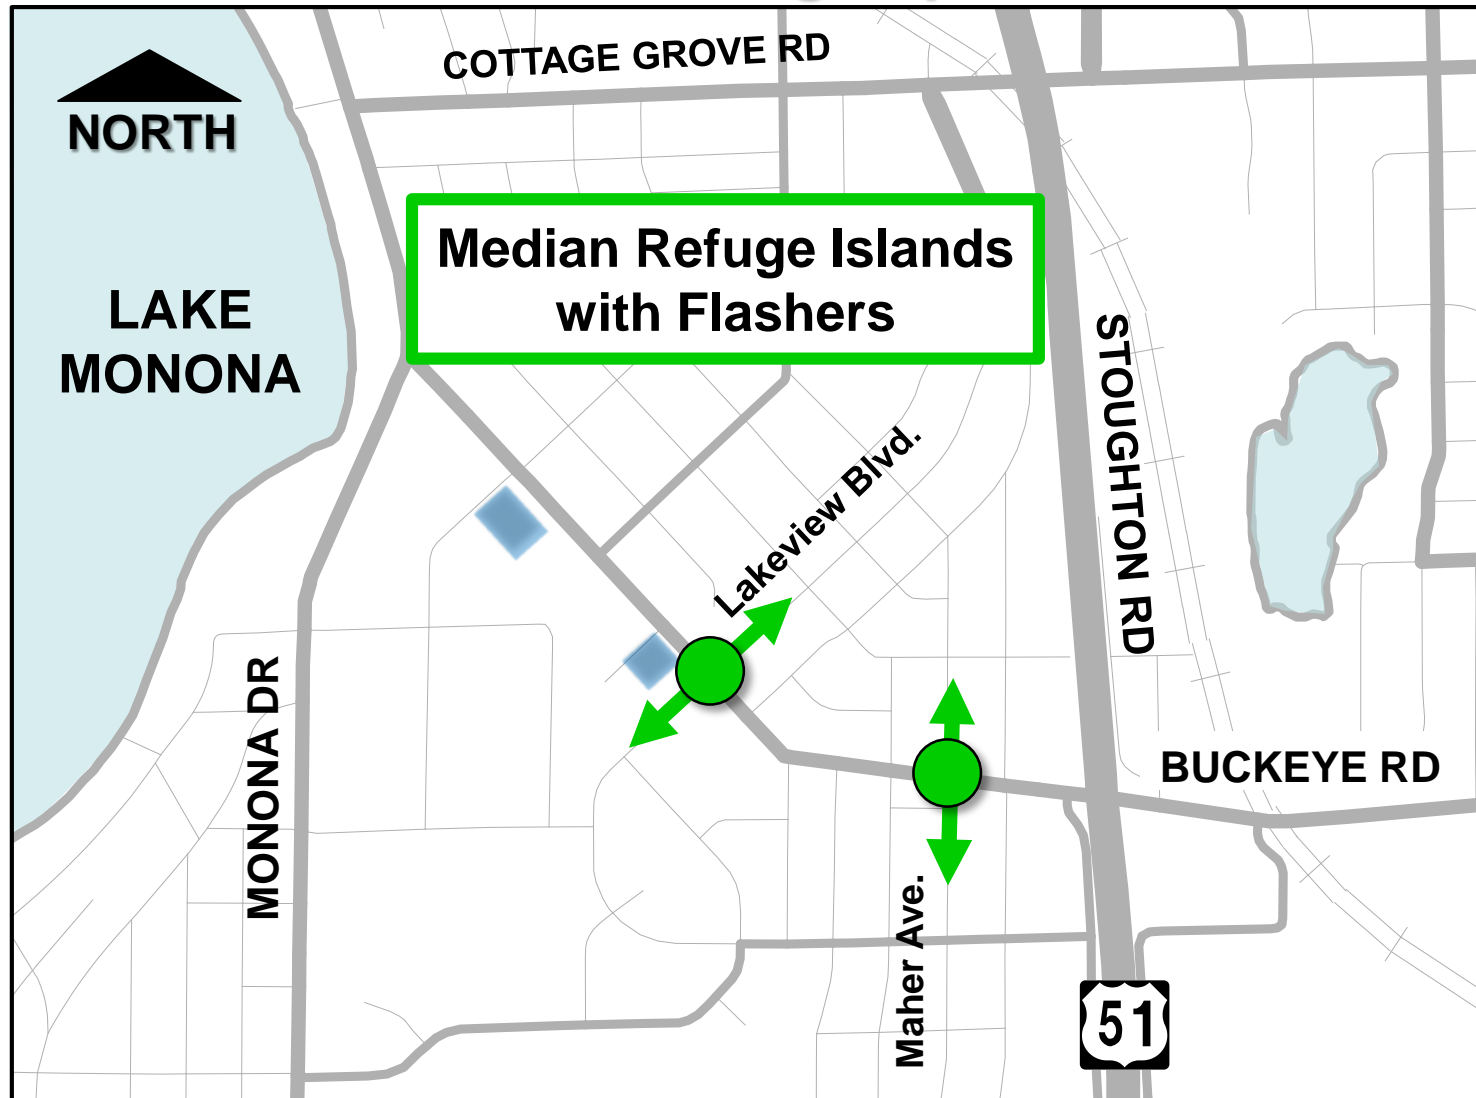 COTTAGE GROVE RD
NORTH
Median Refuge Islands
with Flashers
LAKE
MONONA
STOUGHTON RD
Lakeview Blvd.
MONONA DR
BUCKEYE RD
Maher Ave.
51